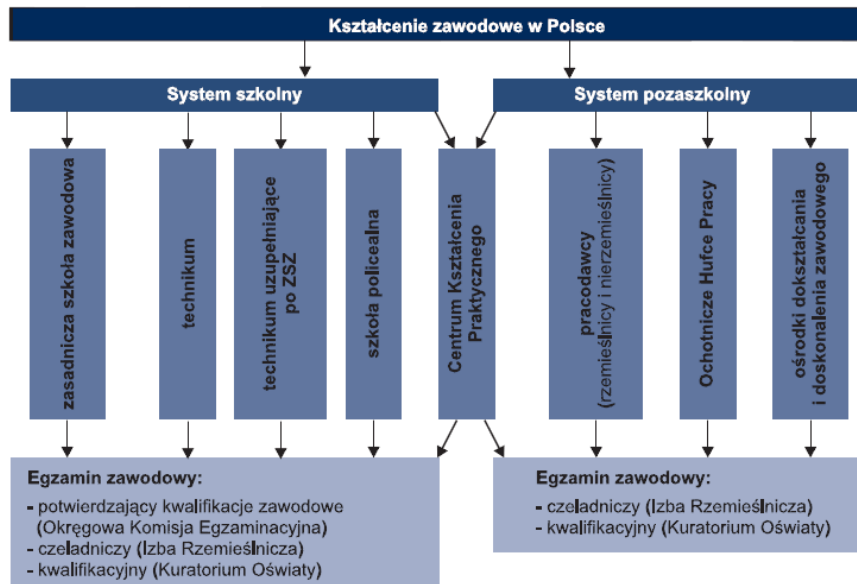 Kształcenie zawodowe w Polsce
System szkolny
System pozaszkolny
zasadnicza szkoła zawodowa
technikum
technikum uzupełniające
po ZSZ
szkoła policealna
Centrum Kształcenia
Praktycznego
pracodawcy
(rzemieślnicy i nierzemieślnicy)
Ochotnicze Hufce Pracy
ośrodki dokształcania
i doskonalenia zawodowego
Egzamin zawodowy:
- potwierdzający kwalifikacje zawodowe
(Okręgowa Komisja Egzaminacyjna)
- czeladniczy (Izba Rzemieślnicza)
- kwalifikacyjny (Kuratorium Oświaty)
Egzamin zawodowy:
- czeladniczy (Izba Rzemieślnicza)
- kwalifikacyjny (Kuratorium Oświaty)